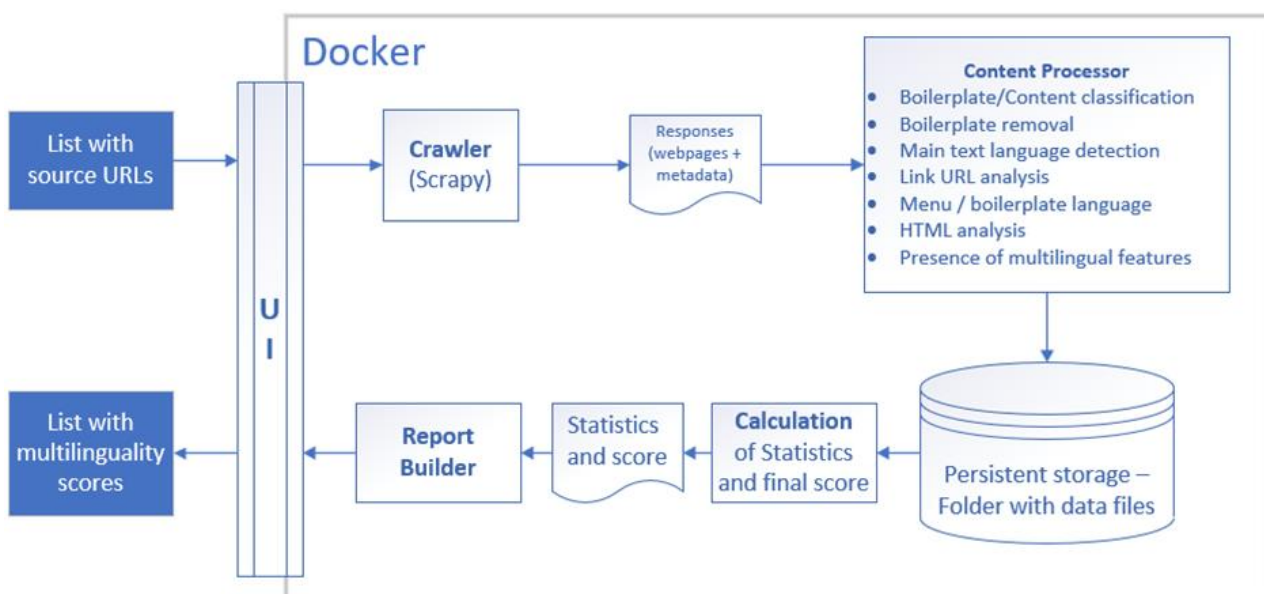 Docker
List with
source URLs
U
I
Crawler
(Scrapy)
Responses
(webpages +
metadata)
Content Processor
• Boilerplate/Content classification
• Boilerplate removal
• Main text language detection
• Link URL analysis
• Menu / boilerplate language
• HTML analysis
• Presence of multilingual features
List with
multilinguality
scores
Report
Builder
Statistics
and score
Calculation
of Statistics
and final score
Persistent storage –
Folder with data files